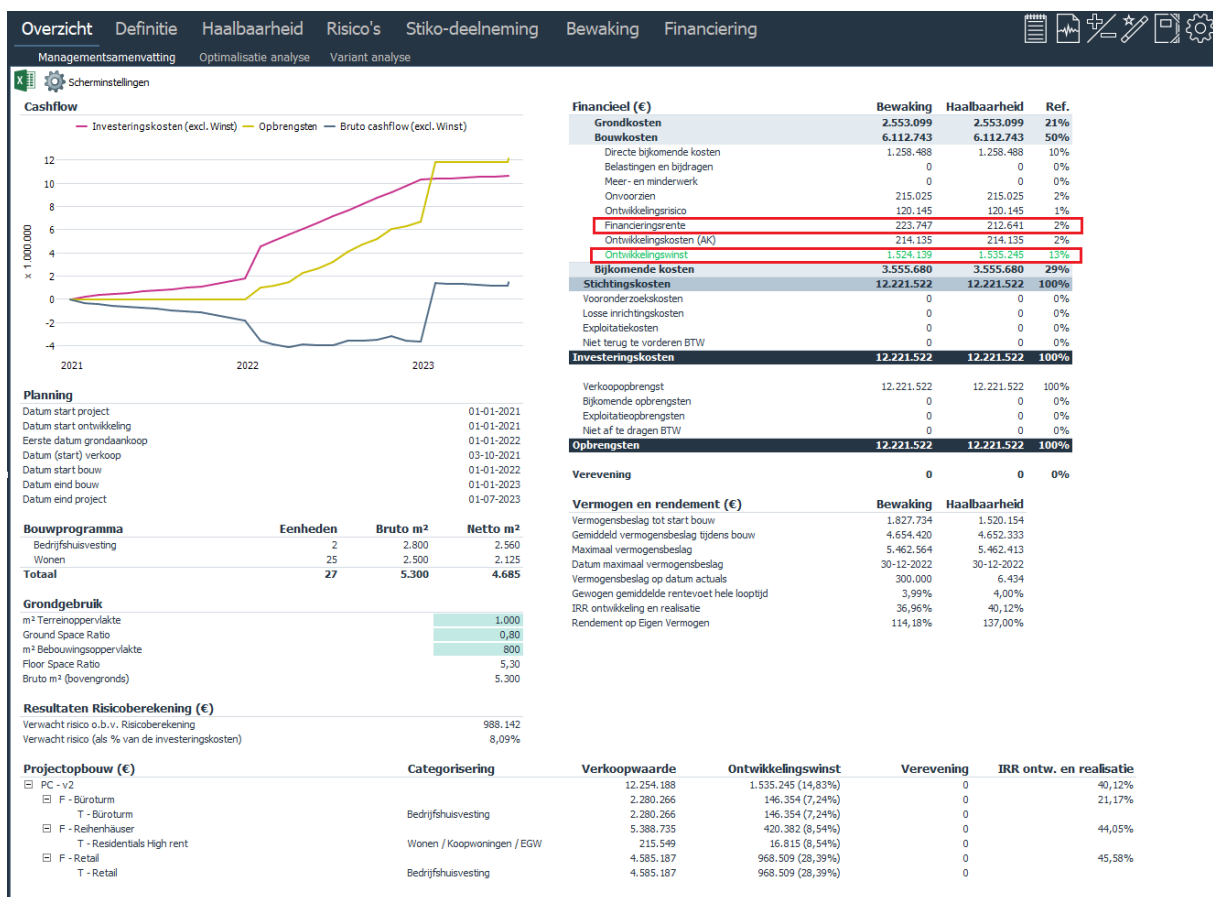 Overzicht Definitie Haalbaarheid Risico's Stiko-deelneming Bewaking Financiering
Managementsamenvatting Optimalisatie analyse Variant analyse
Scherminstellingen
Cashflow
Investeringskosten (excl. Winst) Opbrengsten Bruto cashflow (excl. Winst)
x 1.000.000
12
10
8
6
4
2
0
-2
-4
2021 2022 2023
Planning
Datum start project 01-01-2021
Datum start ontwikkeling 01-01-2021
Eerste datum grondaankoop 01-01-2022
Datum (start) verkoop 03-10-2021
Datum start bouw 01-01-2022
Datum eind bouw 01-01-2023
Datum eind project 01-07-2023
Bouwprogramma Eenheden Bruto m² Netto m²
Bedrijfshuisvesting 2 2.800 2.560
Wonen 25 2.500 2.125
Totaal 27 5.300 4.685
Grondgebruik
m² Terreinoppervlakte 1.000
Ground Space Ratio 0,80
m² Bebouwingsoppervlakte 800
Floor Space Ratio 5,30
Bruto m² (bovengronds) 5.300
Resultaten Risicoberekening (€)
Verwacht risico o.b.v. Risicoberekening 988.142
Verwacht risico (als % van de investeringskosten) 8,09%
Financieel (€) Bewaking Haalbaarheid Ref.
Grondkosten 2.553.099 2.553.099 21%
Bouwkosten 6.112.743 6.112.743 50%
Directe bijkomende kosten 1.258.488 1.258.488 10%
Belastingen en bijdragen 0 0 0%
Meer- en minderwerk 0 0 0%
Onvoorzien 215.025 215.025 2%
Ontwikkelingsrisico 120.145 120.145 1%
Financieringsrente 223.747 212.641 2%
Ontwikkelingskosten (AK) 214.135 214.135 2%
Ontwikkelingswinst 1.524.139 1.535.245 13%
Bijkomende kosten 3.555.680 3.555.680 29%
Stichtingskosten 12.221.522 12.221.522 100%
Vooronderzoekskosten 0 0 0%
Losse inrichtingskosten 0 0 0%
Exploitatiekosten 0 0 0%
Niet terug te vorderen BTW 0 0 0%
Investeringskosten 12.221.522 12.221.522 100%
Verkoopopbrengst 12.221.522 12.221.522 100%
Bijkomende opbrengsten 0 0 0%
Exploitatieopbrengsten 0 0 0%
Niet af te dragen BTW 0 0 0%
Opbrengsten 12.221.522 12.221.522 100%
Verevening 0 0 0%
Vermogen en rendement (€) Bewaking Haalbaarheid
Vermogensbeslag tot start bouw 1.827.734 1.520.154
Gemiddeld vermogensbeslag tijdens bouw 4.654.420 4.652.333
Maximaal vermogensbeslag 5.462.564 5.462.413
Datum maximaal vermogensbeslag 30-12-2022 30-12-2022
Vermogensbeslag op datum actuals 300.000 6.434
Gewogen gemiddelde rentevoet hele looptijd 3,99% 4,00%
IRR ontwikkeling en realisatie 36,96% 40,12%
Rendement op Eigen Vermogen 114,18% 137,00%
Projectopbouw (€) Categorisering Verkoopwaarde Ontwikkelingswinst Verevening IRR ontw. en realisatie
PC - v2 12.254.188 1.535.245 (14,83%) 0 40,12%
F - Büroturm 2.280.266 146.354 (7,24%) 0 21,17%
T - Büroturm Bedrijfshuisvesting 2.280.266 146.354 (7,24%) 0
F - Reihenhäuser 5.388.735 420.382 (8,54%) 0 44,05%
T - Residentials High rent Wonen / Koopwoningen / EGW 215.549 16.815 (8,54%) 0
F - Retail 4.585.187 968.509 (28,39%) 0 45,58%
T - Retail Bedrijfshuisvesting 4.585.187 968.509 (28,39%) 0